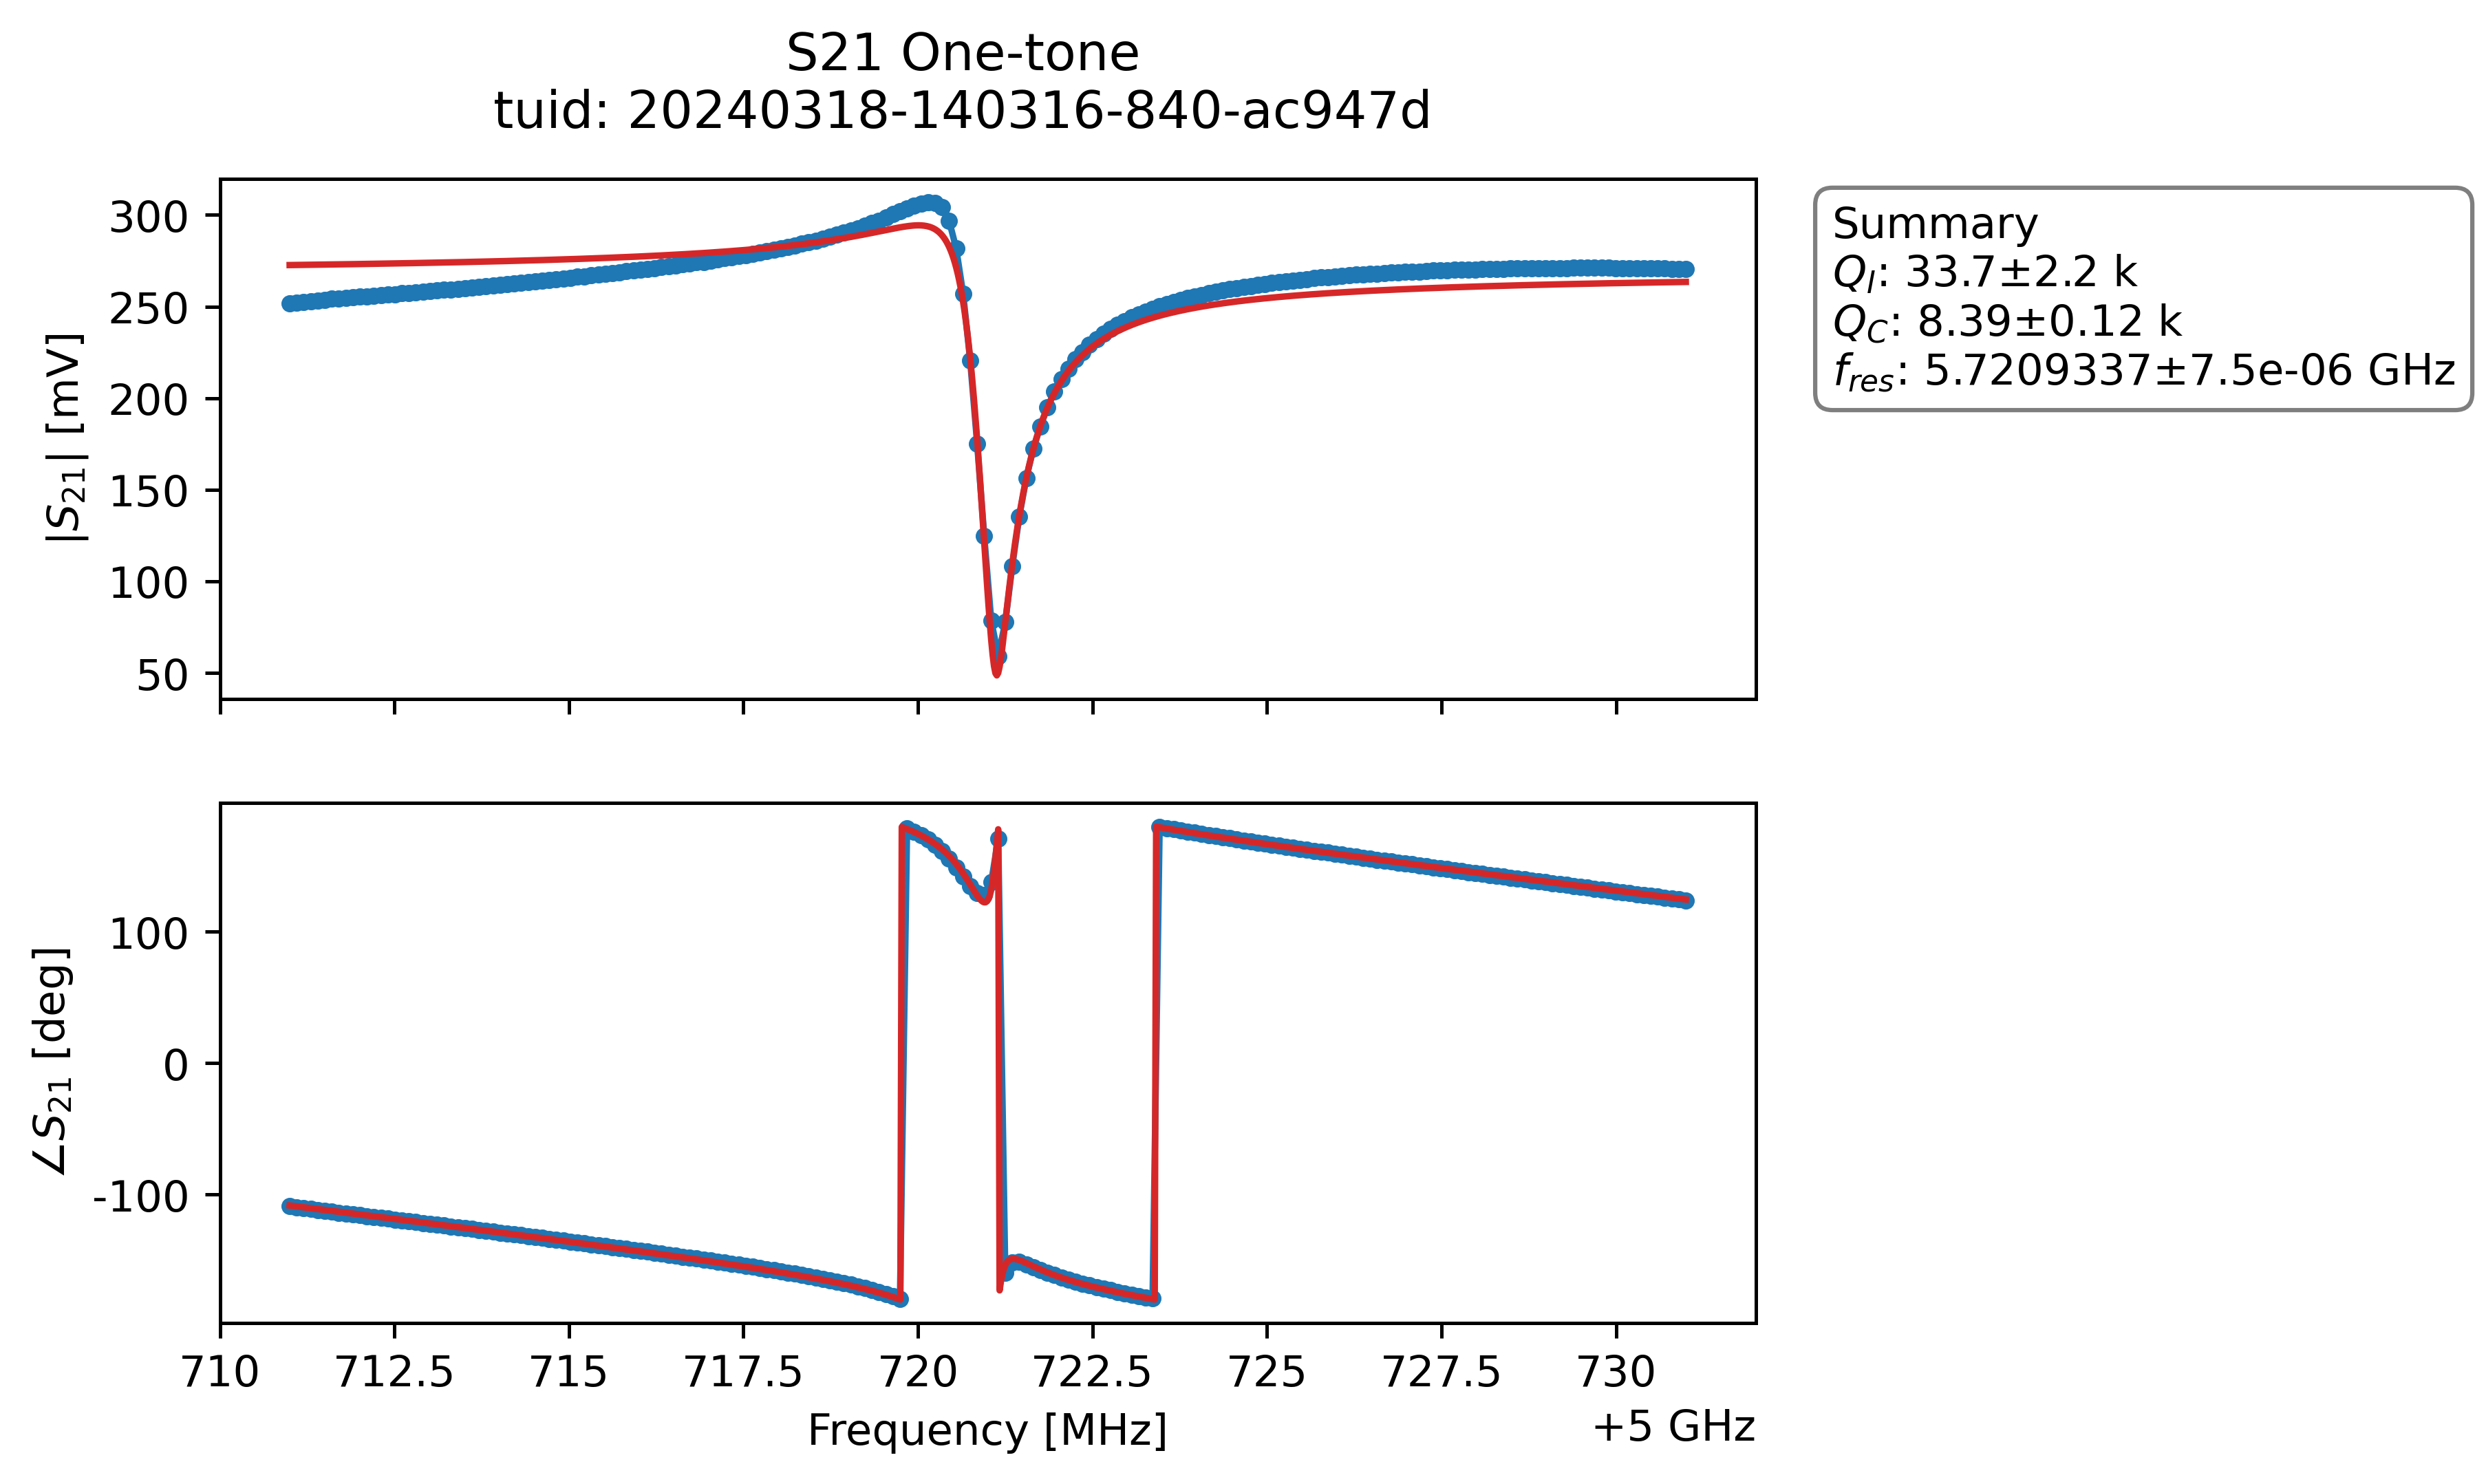 S21 One-tone
tuid: 20240318-140316-840-ac947d
300
250
200
150
100
50
|S21| [mV]
Summary
QI: 33.7±2.2 k
QC: 8.39±0.12 k
fres: 5.7209337±7.5e-06 GHz
100
0
-100
∠S21 [deg]
710 712.5 715 717.5 720 722.5 725 727.5 730
Frequency [MHz]
+5 GHz